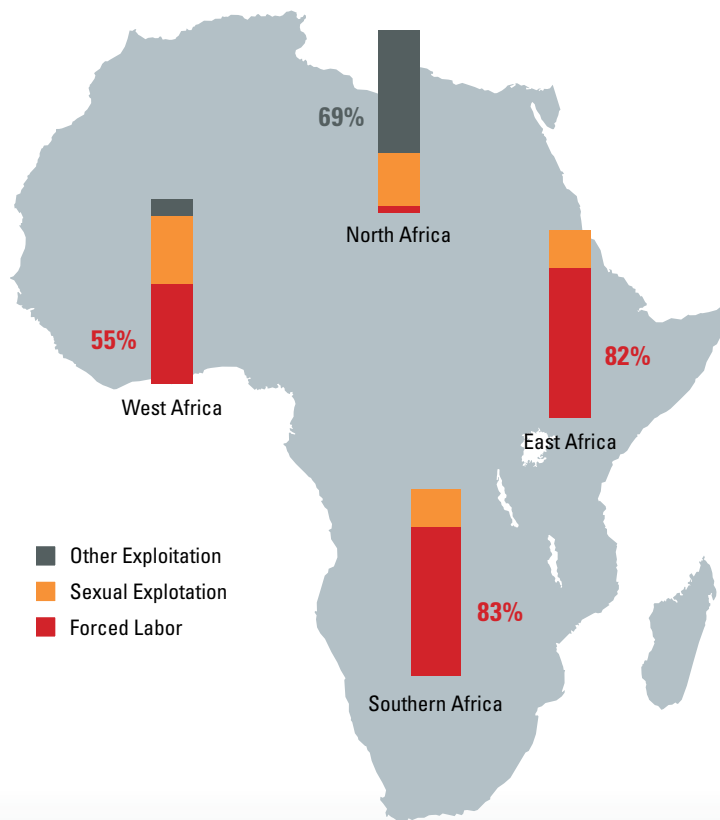 69%
North Africa
55%
West Africa
82%
East Africa
Other Exploitation
Sexual Explotation
Forced Labor
83%
Southern Africa